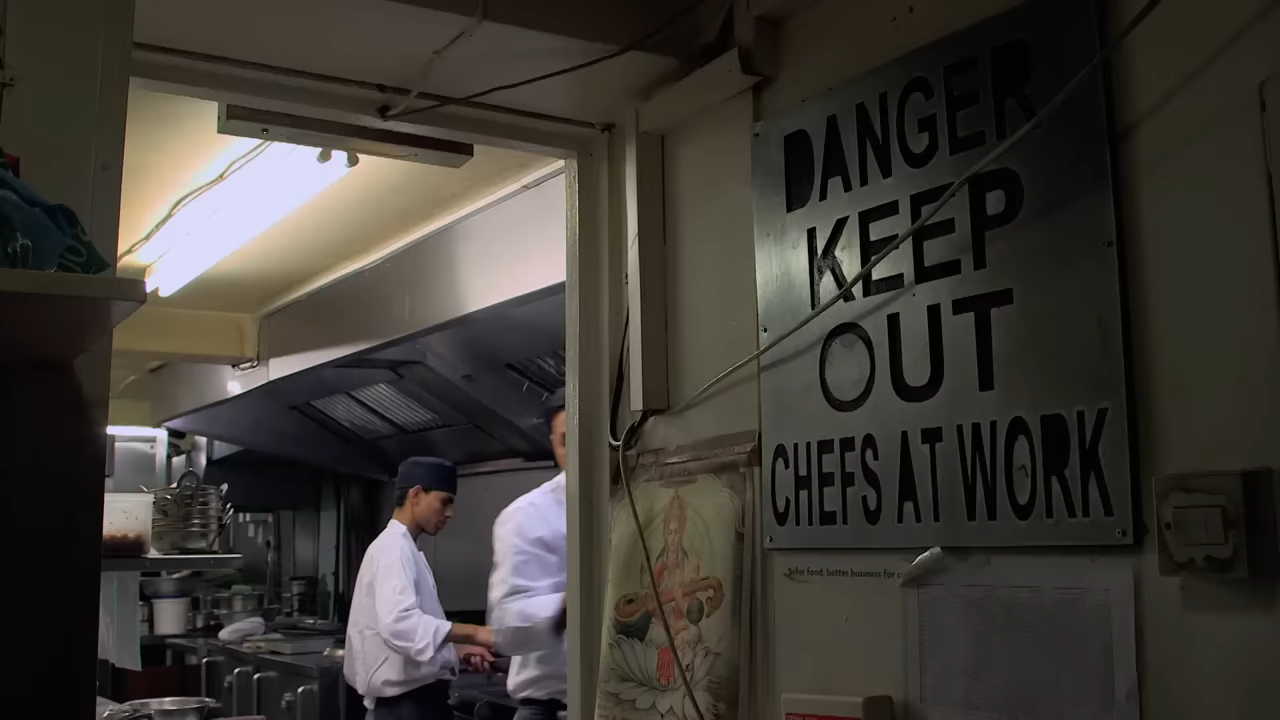 DANGER
KEEP
OUT
CHEFS AT WORK
Safer food, better business for